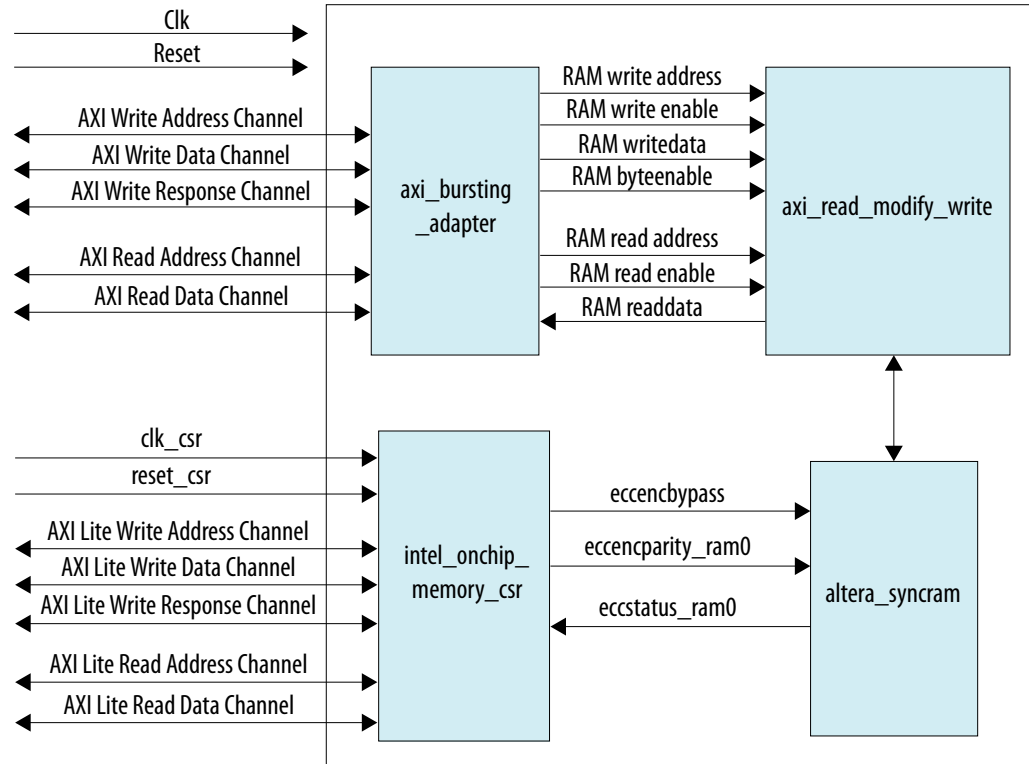 Clk
Reset
AXI Write Address Channel
AXI Write Data Channel
AXI Write Response Channel
AXI Read Address Channel
AXI Read Data Channel
axi_bursting
_adapter
RAM write address
RAM write enable
RAM writedata
RAM byteenable
RAM read address
RAM read enable
RAM readdata
axi_read_modify_write
clk_csr
reset_csr
AXI Lite Write Address Channel
AXI Lite Write Data Channel
AXI Lite Write Response Channel
AXI Lite Read Address Channel
AXI Lite Read Data Channel
intel_onchip_
memory_csr
eccencbypass
eccencparity_ram0
eccstatus_ram0
altera_syncram